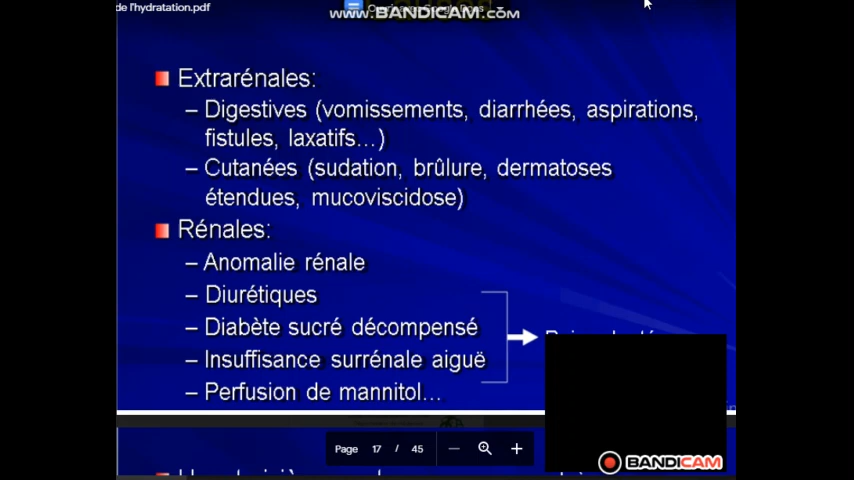 de l'hydratation.pdf
www.BANDICAM.com
Extrarénales:
– Digestives (vomissements, diarrhées, aspirations,
fistules, laxatifs...)
– Cutanées (sudation, brûlure, dermatoses
étendues, mucoviscidose)
Rénales:
– Anomalie rénale
– Diurétiques
– Diabète sucré décompensé
– Insuffisance surrénale aiguë
– Perfusion de mannitol...
Page 17 / 45
BANDICAM